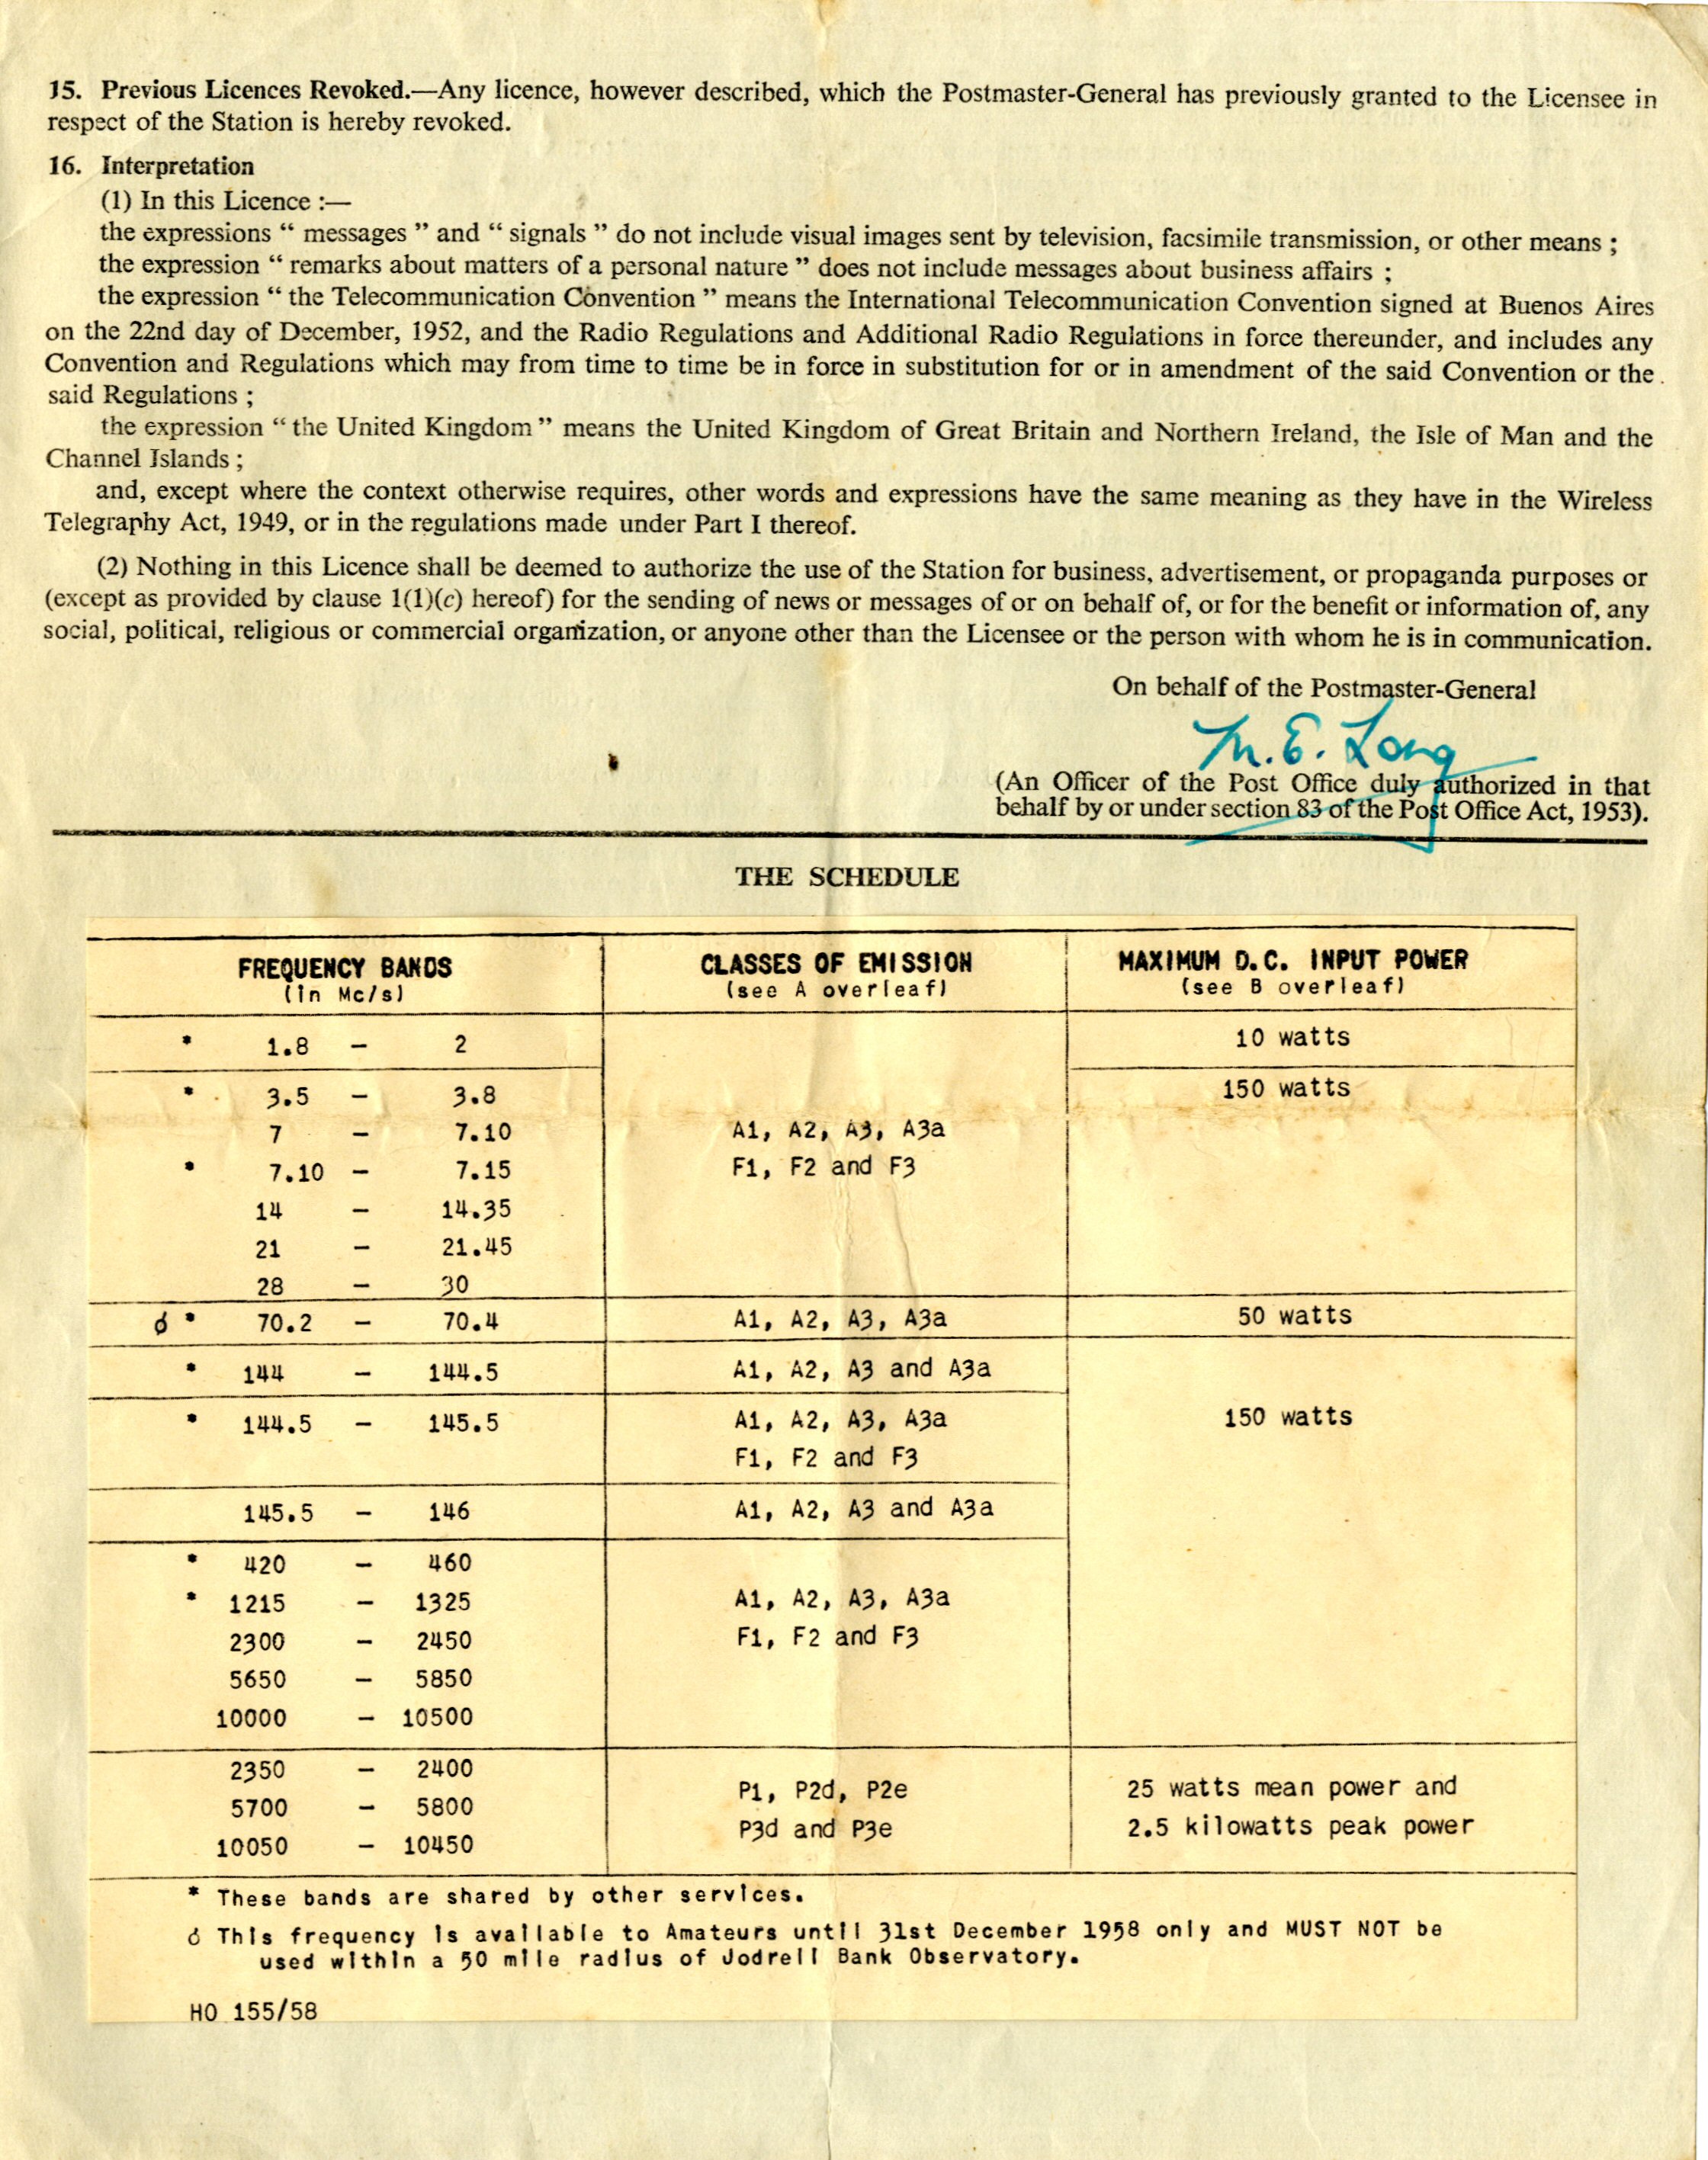 15. Previous Licences Revoked.—Any licence, however described, which the Postmaster-General has previously granted to the Licensee in
respect of the Station is hereby revoked.
16. Interpretation
(1) In this Licence :—
the expressions “ messages ” and “ signals ” do not include visual images sent by television, facsimile transmission, or other means ;
the expression “ remarks about matters of a personal nature ” does not include messages about business affairs ;
the expression “ the Telecommunication Convention ” means the International Telecommunication Convention signed at Buenos Aires
on the 22nd day of December, 1952, and the Radio Regulations and Additional Radio Regulations in force thereunder, and includes any
Convention and Regulations which may from time to time be in force in substitution for or in amendment of the said Convention or the
said Regulations ;
the expression “ the United Kingdom ” means the United Kingdom of Great Britain and Northern Ireland, the Isle of Man and the
Channel Islands ;
and, except where the context otherwise requires, other words and expressions have the same meaning as they have in the Wireless
Telegraphy Act, 1949, or in the regulations made under Part I thereof.
(2) Nothing in this Licence shall be deemed to authorize the use of the Station for business, advertisement, or propaganda purposes or
(except as provided by clause 1(1)(c) hereof) for the sending of news or messages of or on behalf of, or for the benefit or information of, any
social, political, religious or commercial organization, or anyone other than the Licensee or the person with whom he is in communication.
On behalf of the Postmaster-General
M. E. Long
(An Officer of the Post Office duly authorized in that
behalf by or under section 83 of the Post Office Act, 1953).
THE SCHEDULE
FREQUENCY BANDS CLASSES OF EMISSION MAXIMUM D.C. INPUT POWER
(in Mc/s) (see A overleaf) (see B overleaf)
* 1.8 – 2 10 watts
* 3.5 – 3.8 150 watts
7 – 7.10 A1, A2, A3, A3a
* 7.10 – 7.15 F1, F2 and F3
14 – 14.35
21 – 21.45
28 – 30
ȯ * 70.2 – 70.4 A1, A2, A3, A3a 50 watts
* 144 – 144.5 A1, A2, A3 and A3a
* 144.5 – 145.5 A1, A2, A3, A3a 150 watts
F1, F2 and F3
145.5 – 146 A1, A2, A3 and A3a
* 420 – 460
* 1215 – 1325 A1, A2, A3, A3a
2300 – 2450 F1, F2 and F3
5650 – 5850
10000 – 10500
2350 – 2400 P1, P2d, P2e 25 watts mean power and
5700 – 5800 P3d and P3e 2.5 kilowatts peak power
10050 – 10450
* These bands are shared by other services.
ȯ This frequency is available to Amateurs until 31st December 1958 only and MUST NOT be
used within a 50 mile radius of Jodrell Bank Observatory.
HO 155/58